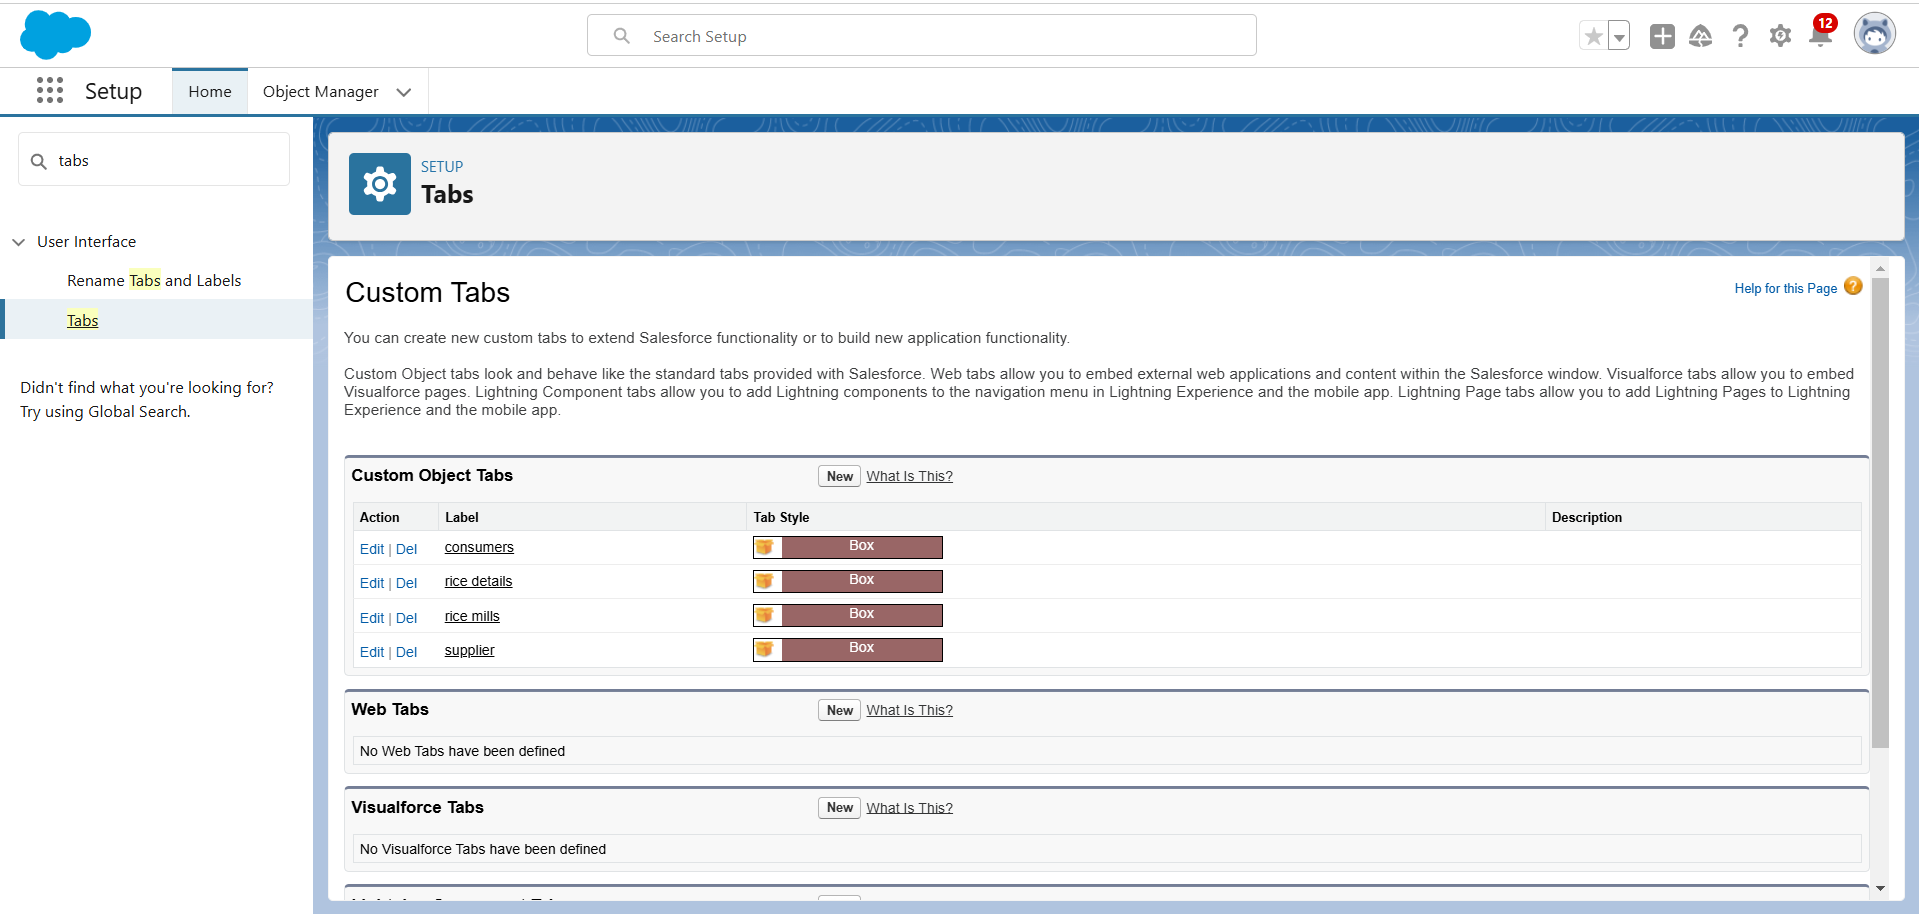 Search Setup
12
Setup
Home
Object Manager
tabs
User Interface
Rename Tabs and Labels
Tabs
Didn't find what you're looking for?
Try using Global Search.
SETUP
Tabs
Custom Tabs
Help for this Page
You can create new custom tabs to extend Salesforce functionality or to build new application functionality.
Custom Object tabs look and behave like the standard tabs provided with Salesforce. Web tabs allow you to embed external web applications and content within the Salesforce window. Visualforce tabs allow you to embed
Visualforce pages. Lightning Component tabs allow you to add Lightning components to the navigation menu in Lightning Experience and the mobile app. Lightning Page tabs allow you to add Lightning Pages to Lightning
Experience and the mobile app.
Custom Object Tabs New What Is This?
Action Label Tab Style Description
Edit | Del consumers Box
Edit | Del rice details Box
Edit | Del rice mills Box
Edit | Del supplier Box
Web Tabs New What Is This?
No Web Tabs have been defined
Visualforce Tabs New What Is This?
No Visualforce Tabs have been defined